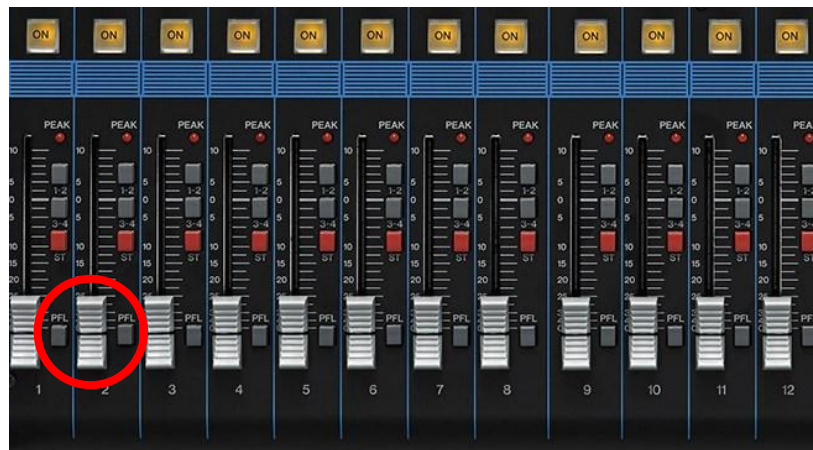 ON ON ON ON ON ON ON ON ON ON ON ON
PEAK PEAK PEAK PEAK PEAK PEAK PEAK PEAK PEAK PEAK PEAK PEA
10 10 10 10 10 10 10 10 10 10 10 10
5 5 5 5 5 5 5 5 5 5 5 5
1-2 1-2 1-2 1-2 1-2 1-2 1-2 1-2 1-2 1-2 1-2
0 0 0 0 0 0 0 0 0 0 0 0
5 5 5 5 5 5 5 5 5 5 5 5
3-4 3-4 3-4 3-4 3-4 3-4 3-4 3-4 3-4 3-4 3-4
10 10 10 10 10 10 10 10 10 10 10 10
ST ST ST ST ST ST ST ST ST ST ST
15 15 15 15 15 15 15 15 15 15 15 15
20 20 20 20 20 20 20 20 20 20 20 20
PFL PFL PFL PFL PFL PFL PFL PFL PFL PFL PFL PF
1 2 3 4 5 6 7 8 9 10 11 12